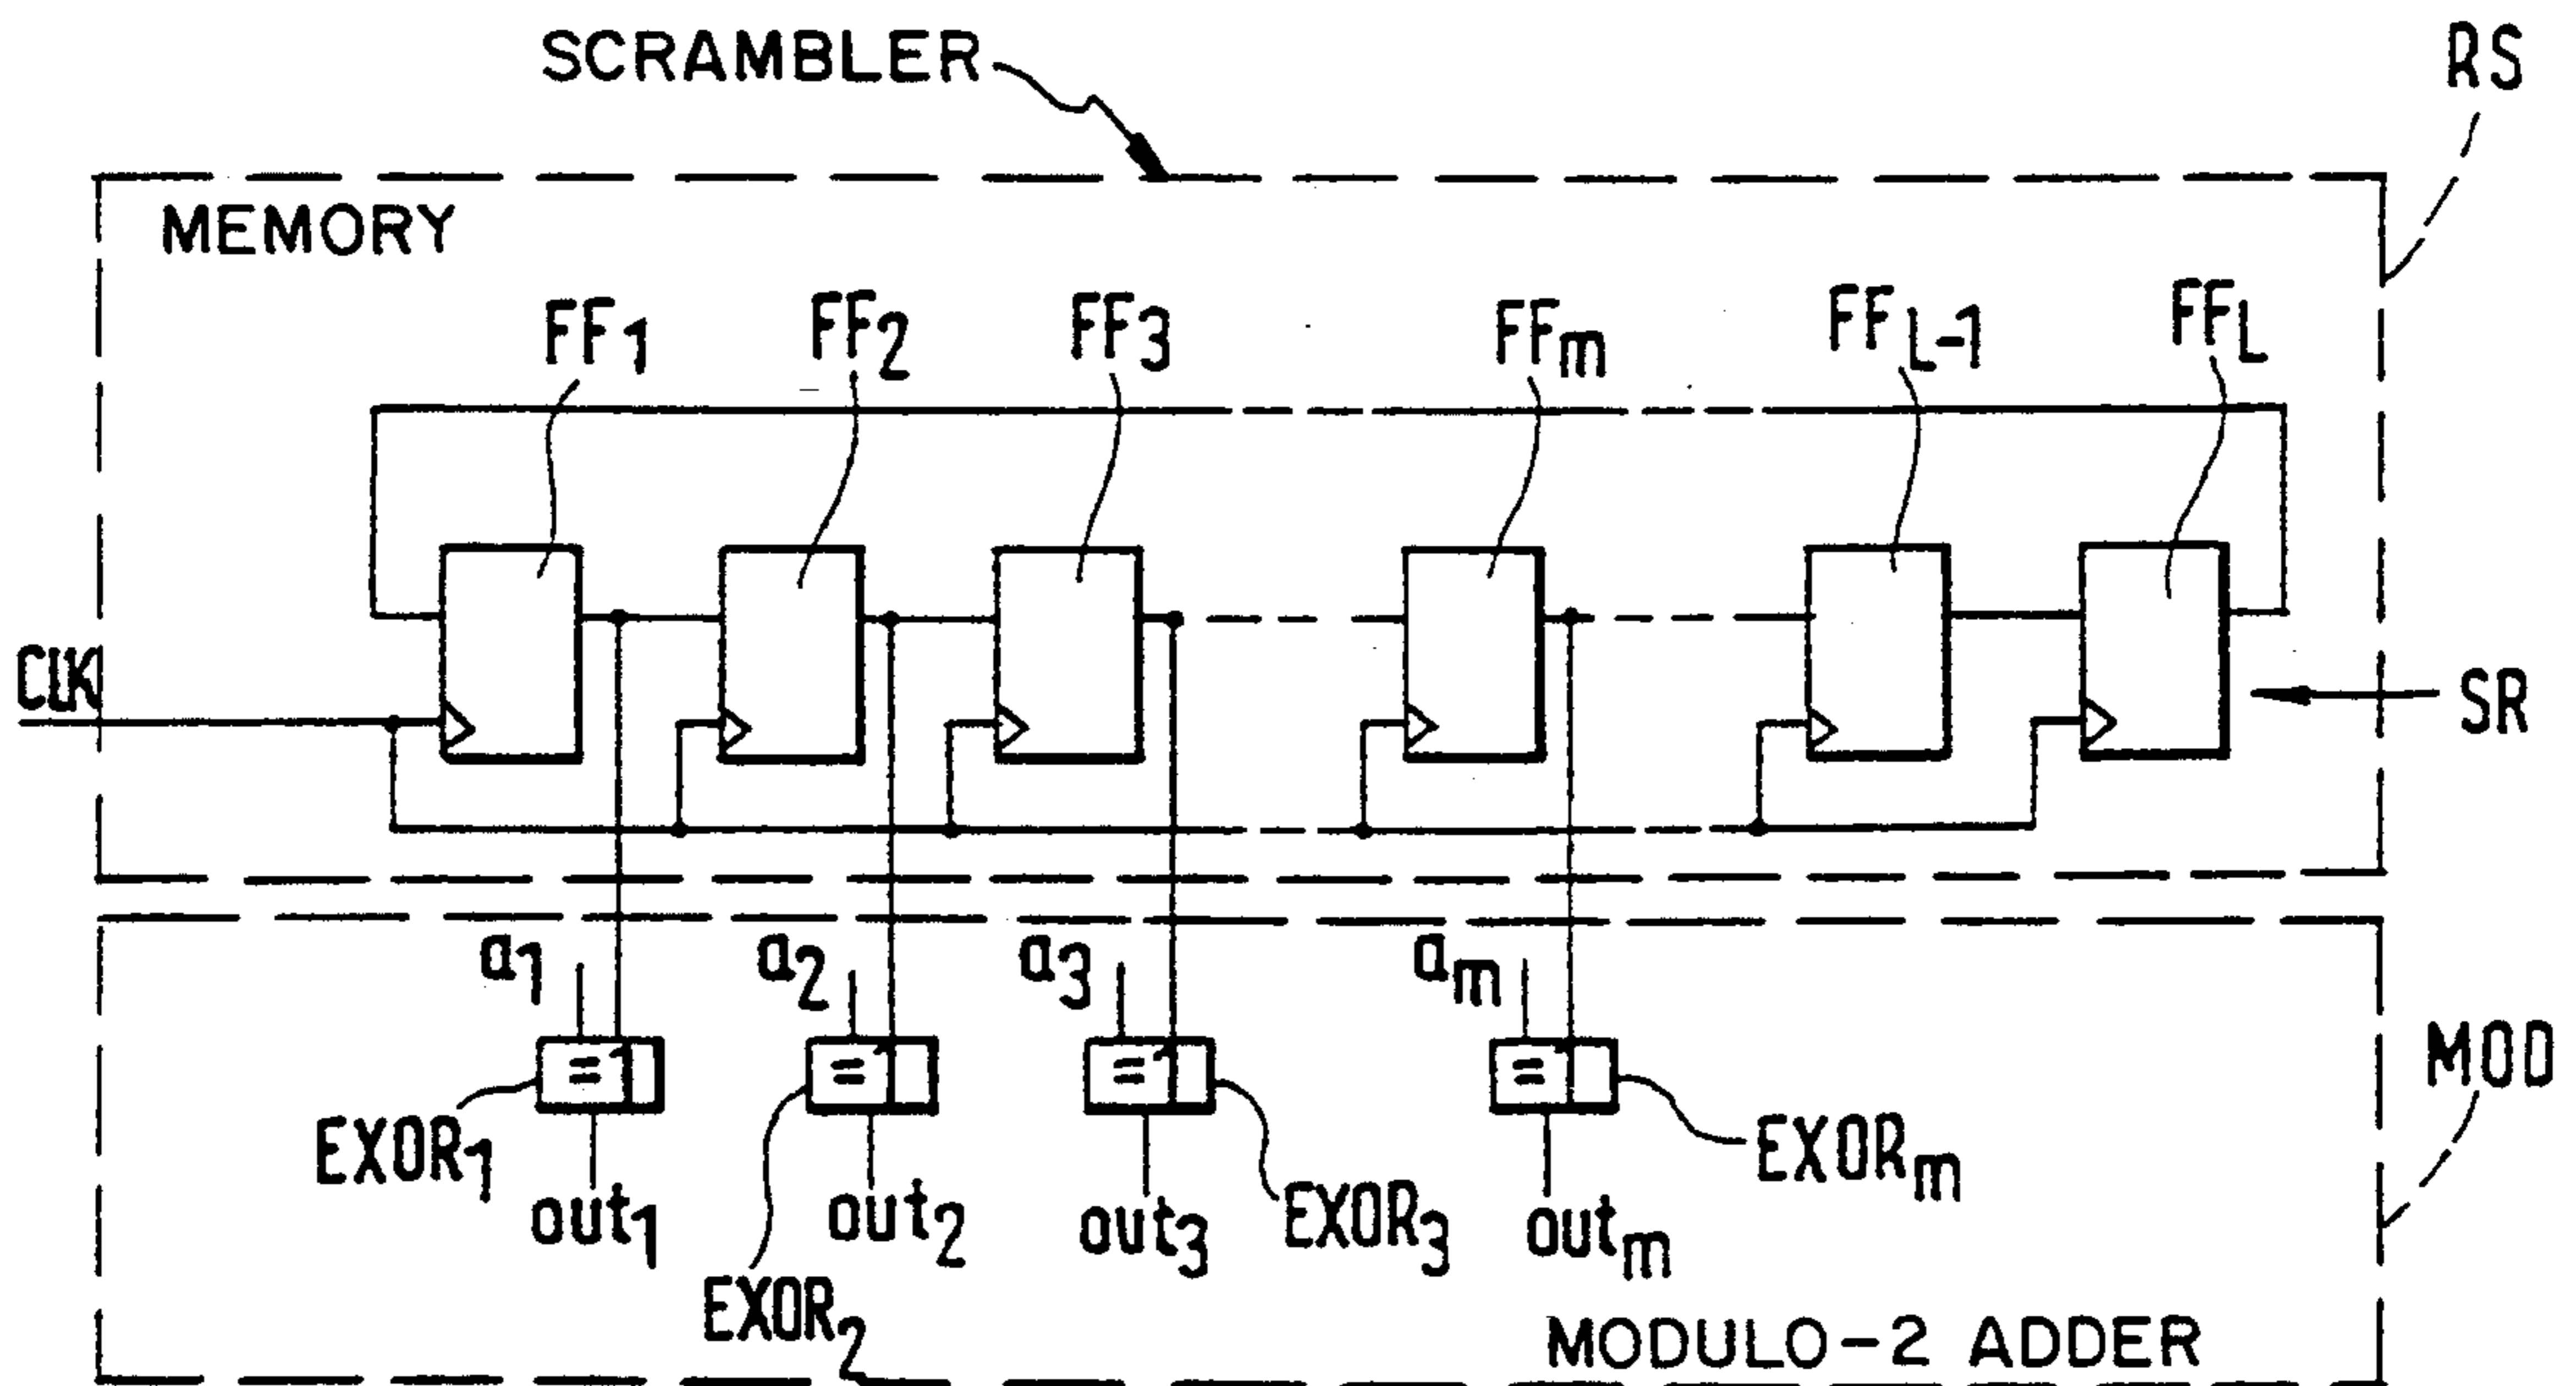 SCRAMBLER
RS
MEMORY
FF1 FF2 FF3 FFm FFL-1 FFL
CLK
SR
a1 a2 a3 am
=1 =1 =1 =1
MOD
EXOR1 EXORm
out1 out2 out3 EXOR3 outm
EXOR2
MODULO-2 ADDER